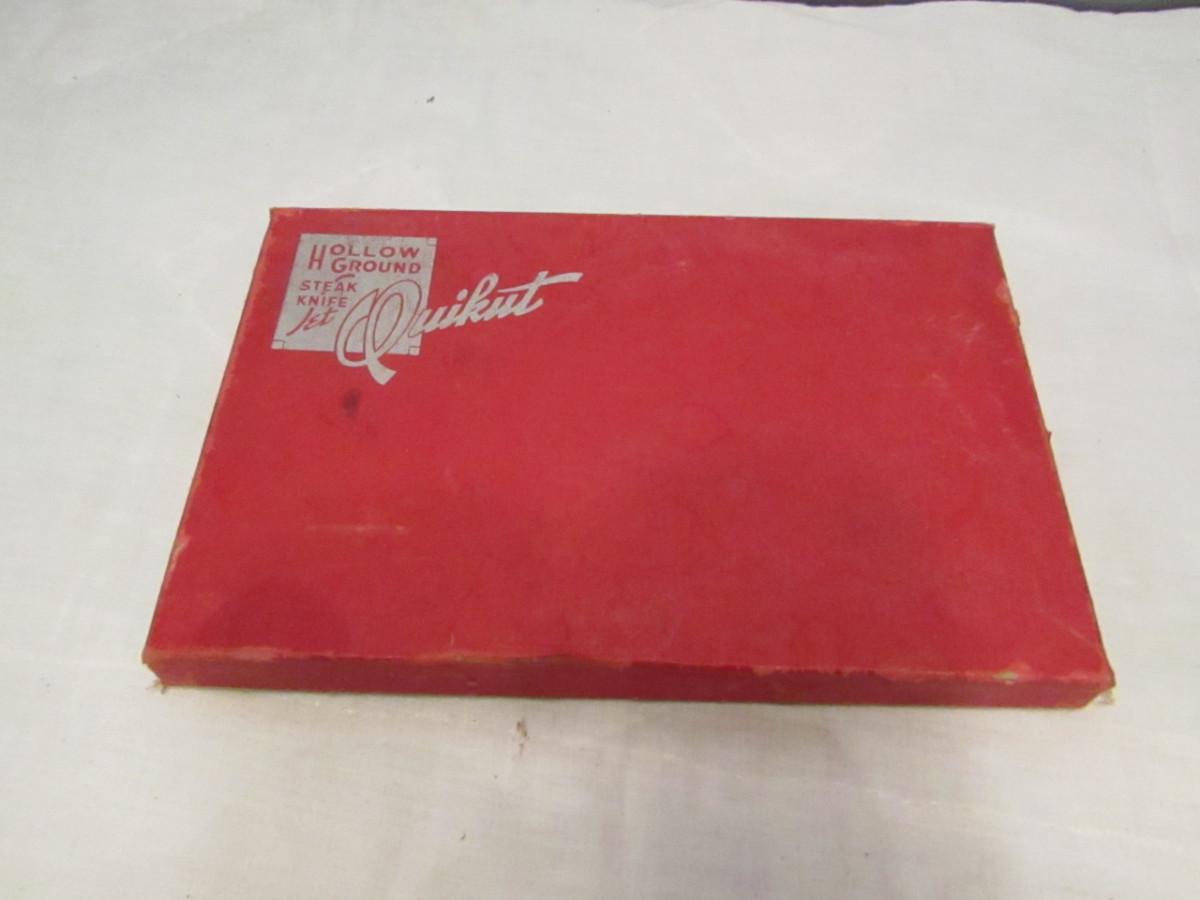 HOLLOW
GROUND
STEAK
KNIFE
Set
Quikut